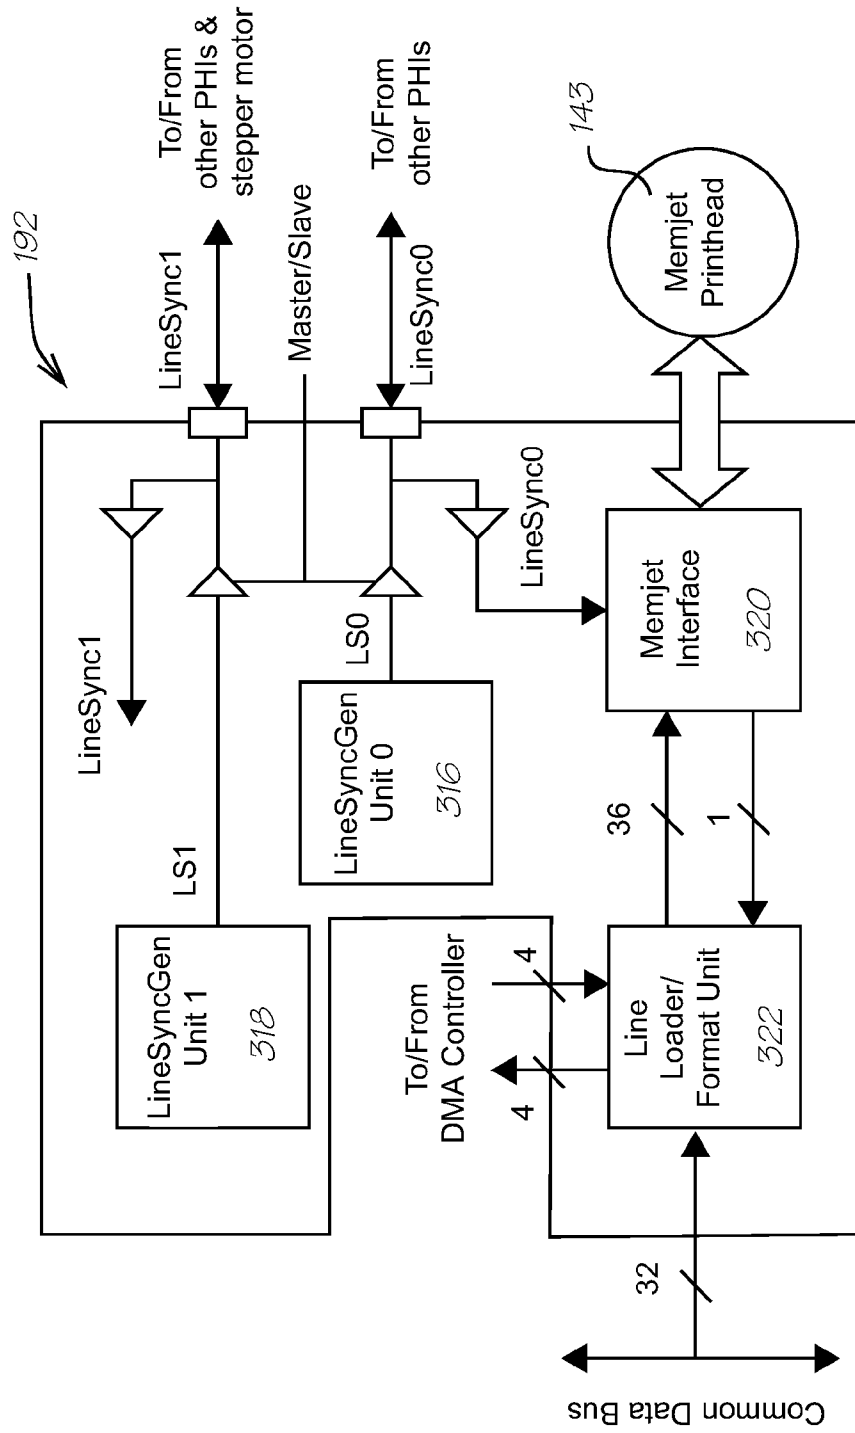 192
LineSync1
To/From
other PHIs &
stepper motor
LineSync1
Master/Slave
LS1
LineSyncGen
Unit 1
318
LineSyncGen
Unit 0
316
LS0
LineSync0
To/From
other PHIs
LineSync0
To/From
DMA Controller
4
4
Common Data Bus
32
Line
Loader/
Format Unit
322
36
1
Memjet
Interface
320
Memjet
Printhead
143